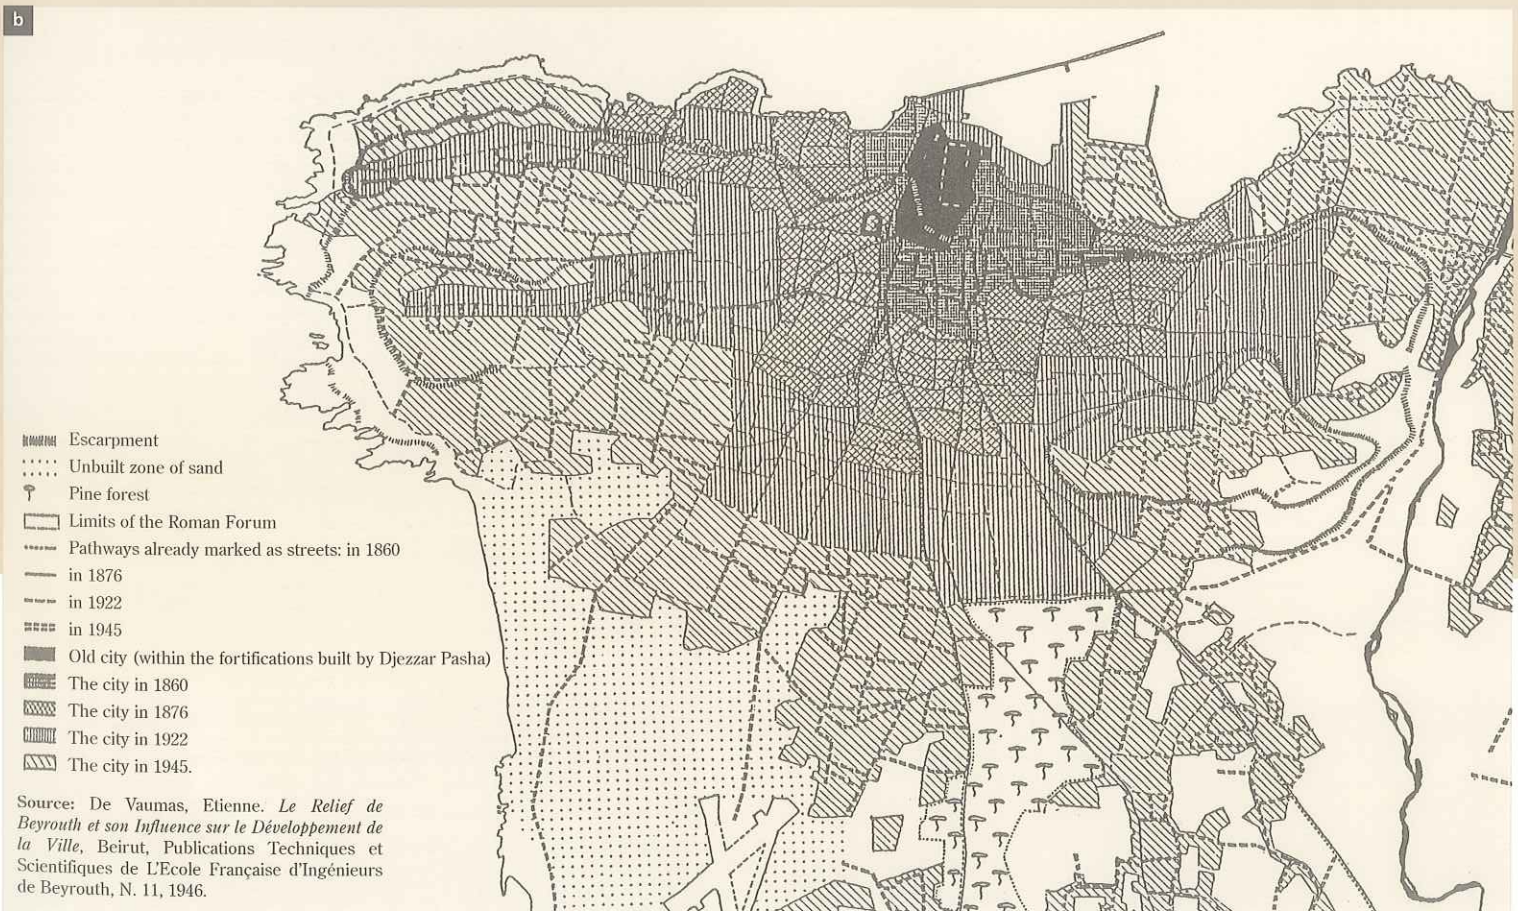 b
Escarpment
Unbuilt zone of sand
Pine forest
Limits of the Roman Forum
Pathways already marked as streets: in 1860
in 1876
in 1922
in 1945
Old city (within the fortifications built by Djezzar Pasha)
The city in 1860
The city in 1876
The city in 1922
The city in 1945.
Source: De Vaumas, Etienne. Le Relief de
Beyrouth et son Influence sur le Développement de
la Ville, Beirut, Publications Techniques et
Scientifiques de L'Ecole Française d'Ingénieurs
de Beyrouth, N. 11, 1946.